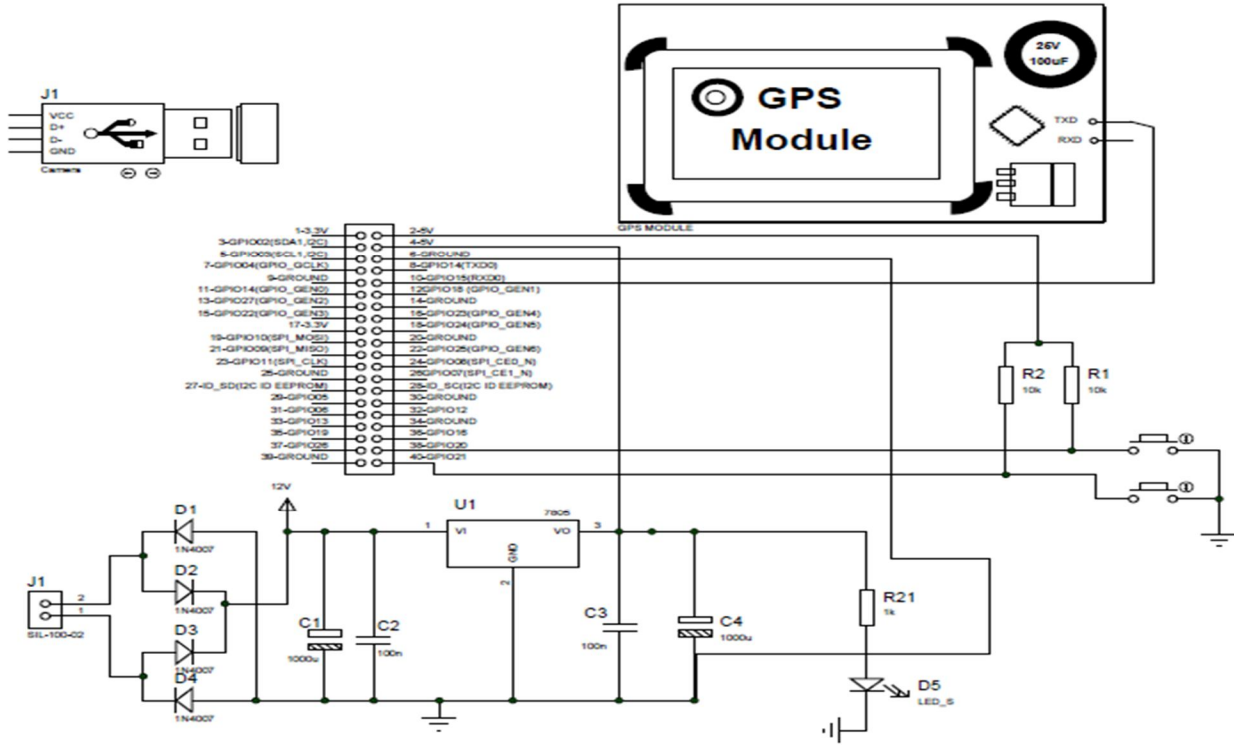 J1
VCC
D+
D-
GND
Camera
25V
100uF
GPS
Module
TXD
RXD
GPS MODULE
1-3.3V
2-5V
3-GPIO02(SDA1,I2C)
4-5V
5-GPIO03(SCL1,I2C)
6-GROUND
7-GPIO04(GPIO_GCLK)
8-GPIO14(TXD0)
9-GROUND
10-GPIO15(RXD0)
11-GPIO14(GPIO_GEN0)
12GPIO18 (GPIO_GEN1)
13-GPIO27(GPIO_GEN2)
14-GROUND
15-GPIO22(GPIO_GEN3)
16-GPIO23(GPIO_GEN4)
17-3.3V
18-GPIO24(GPIO_GEN5)
19-GPIO10(SPI_MOSI)
20-GROUND
21-GPIO09(SPI_MISO)
22-GPIO25(GPIO_GEN6)
23-GPIO11(SPI_CLK)
24-GPIO08(SPI_CE0_N)
25-GROUND
26GPIO07(SPI_CE1_N)
27-ID_SD(I2C ID EEPROM)
28-ID_SC(I2C ID EEPROM)
29-GPIO05
30-GROUND
31-GPIO06
32-GPIO12
33-GPIO13
34-GROUND
35-GPIO19
36-GPIO16
37-GPIO26
38-GPIO20
39-GROUND
40-GPIO21
R2
10k
R1
10k
12V
D1
1N4007
D2
1N4007
D3
1N4007
D4
1N4007
J1
2
1
SIL-100-02
C1
1000u
C2
100n
U1
7805
1
VI
VO
3
GND
2
C3
100n
C4
1000u
R21
1k
D5
LED_S